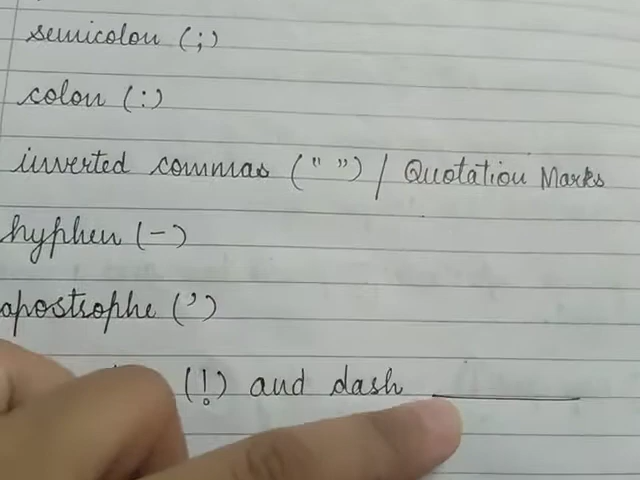 semicolon (;)
colon (:)
inverted commas (" ") / Quotation Marks
hyphen (-)
apostrophe (')
(!) and dash ______